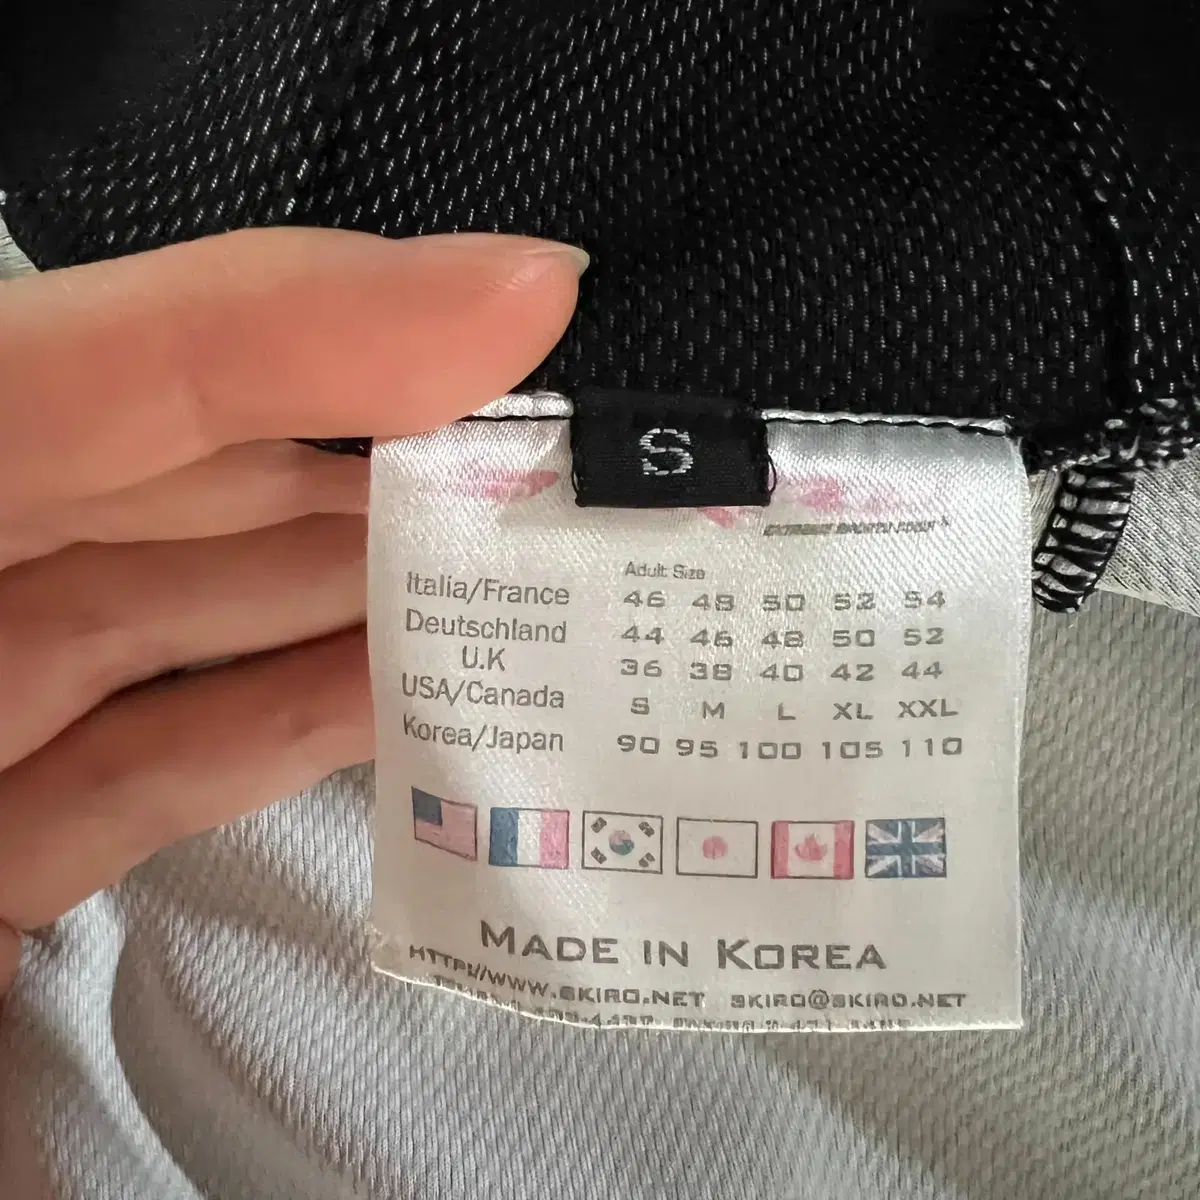 S
EXTREME SPORTS
Adult Size
Italia/France 46 48 50 52 54
Deutschland 44 46 48 50 52
U.K 36 38 40 42 44
USA/Canada S M L XL XXL
Korea/Japan 90 95 100 105 110
MADE IN KOREA
HTTP://WWW.SKIRO.NET SKIRO@SKIRO.NET